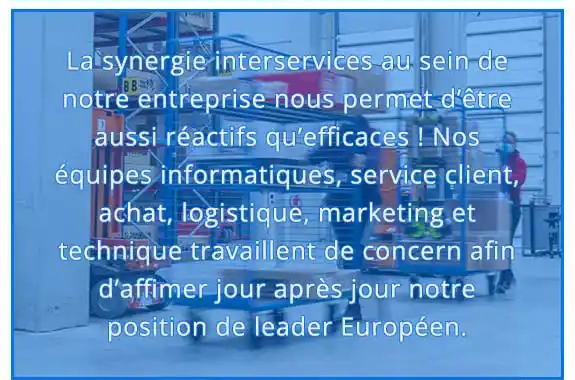 La synergie interservices au sein de
notre entreprise nous permet d’être
aussi réactifs qu’efficaces ! Nos
équipes informatiques, service client,
achat, logistique, marketing et
technique travaillent de concern afin
d’affimer jour après jour notre
position de leader Européen.